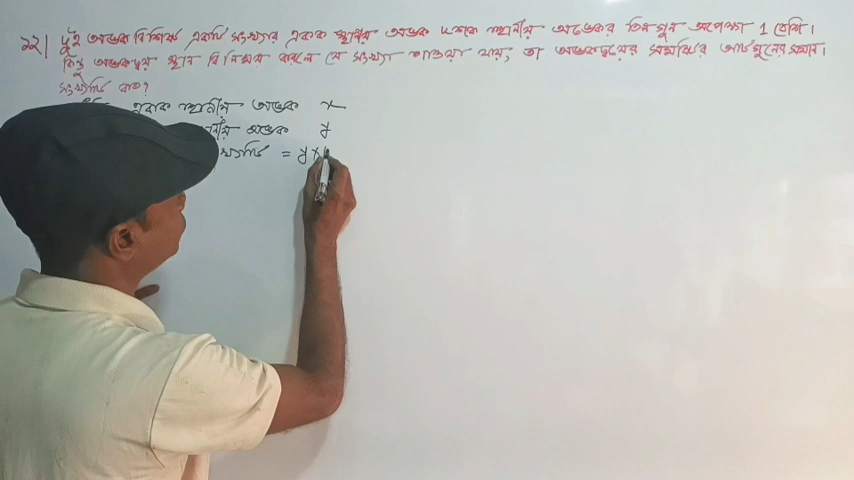 ১২| দুই অঙ্কবিশিষ্ট একটি সংখ্যার একক স্থানীয় অঙ্ক দশক স্থানীয় অঙ্কের তিনগুন অপেক্ষা 1 বেশি।
কিন্তু অঙ্কদ্বয় স্থান বিনিময় করলে যে সংখ্যা পাওয়া যায়, তা অঙ্কদ্বয়ের সমষ্টির আটগুনের সমান।
সংখ্যাটি কত?
একক স্থানীয় অঙ্ক x
অঙ্ক y
= y×